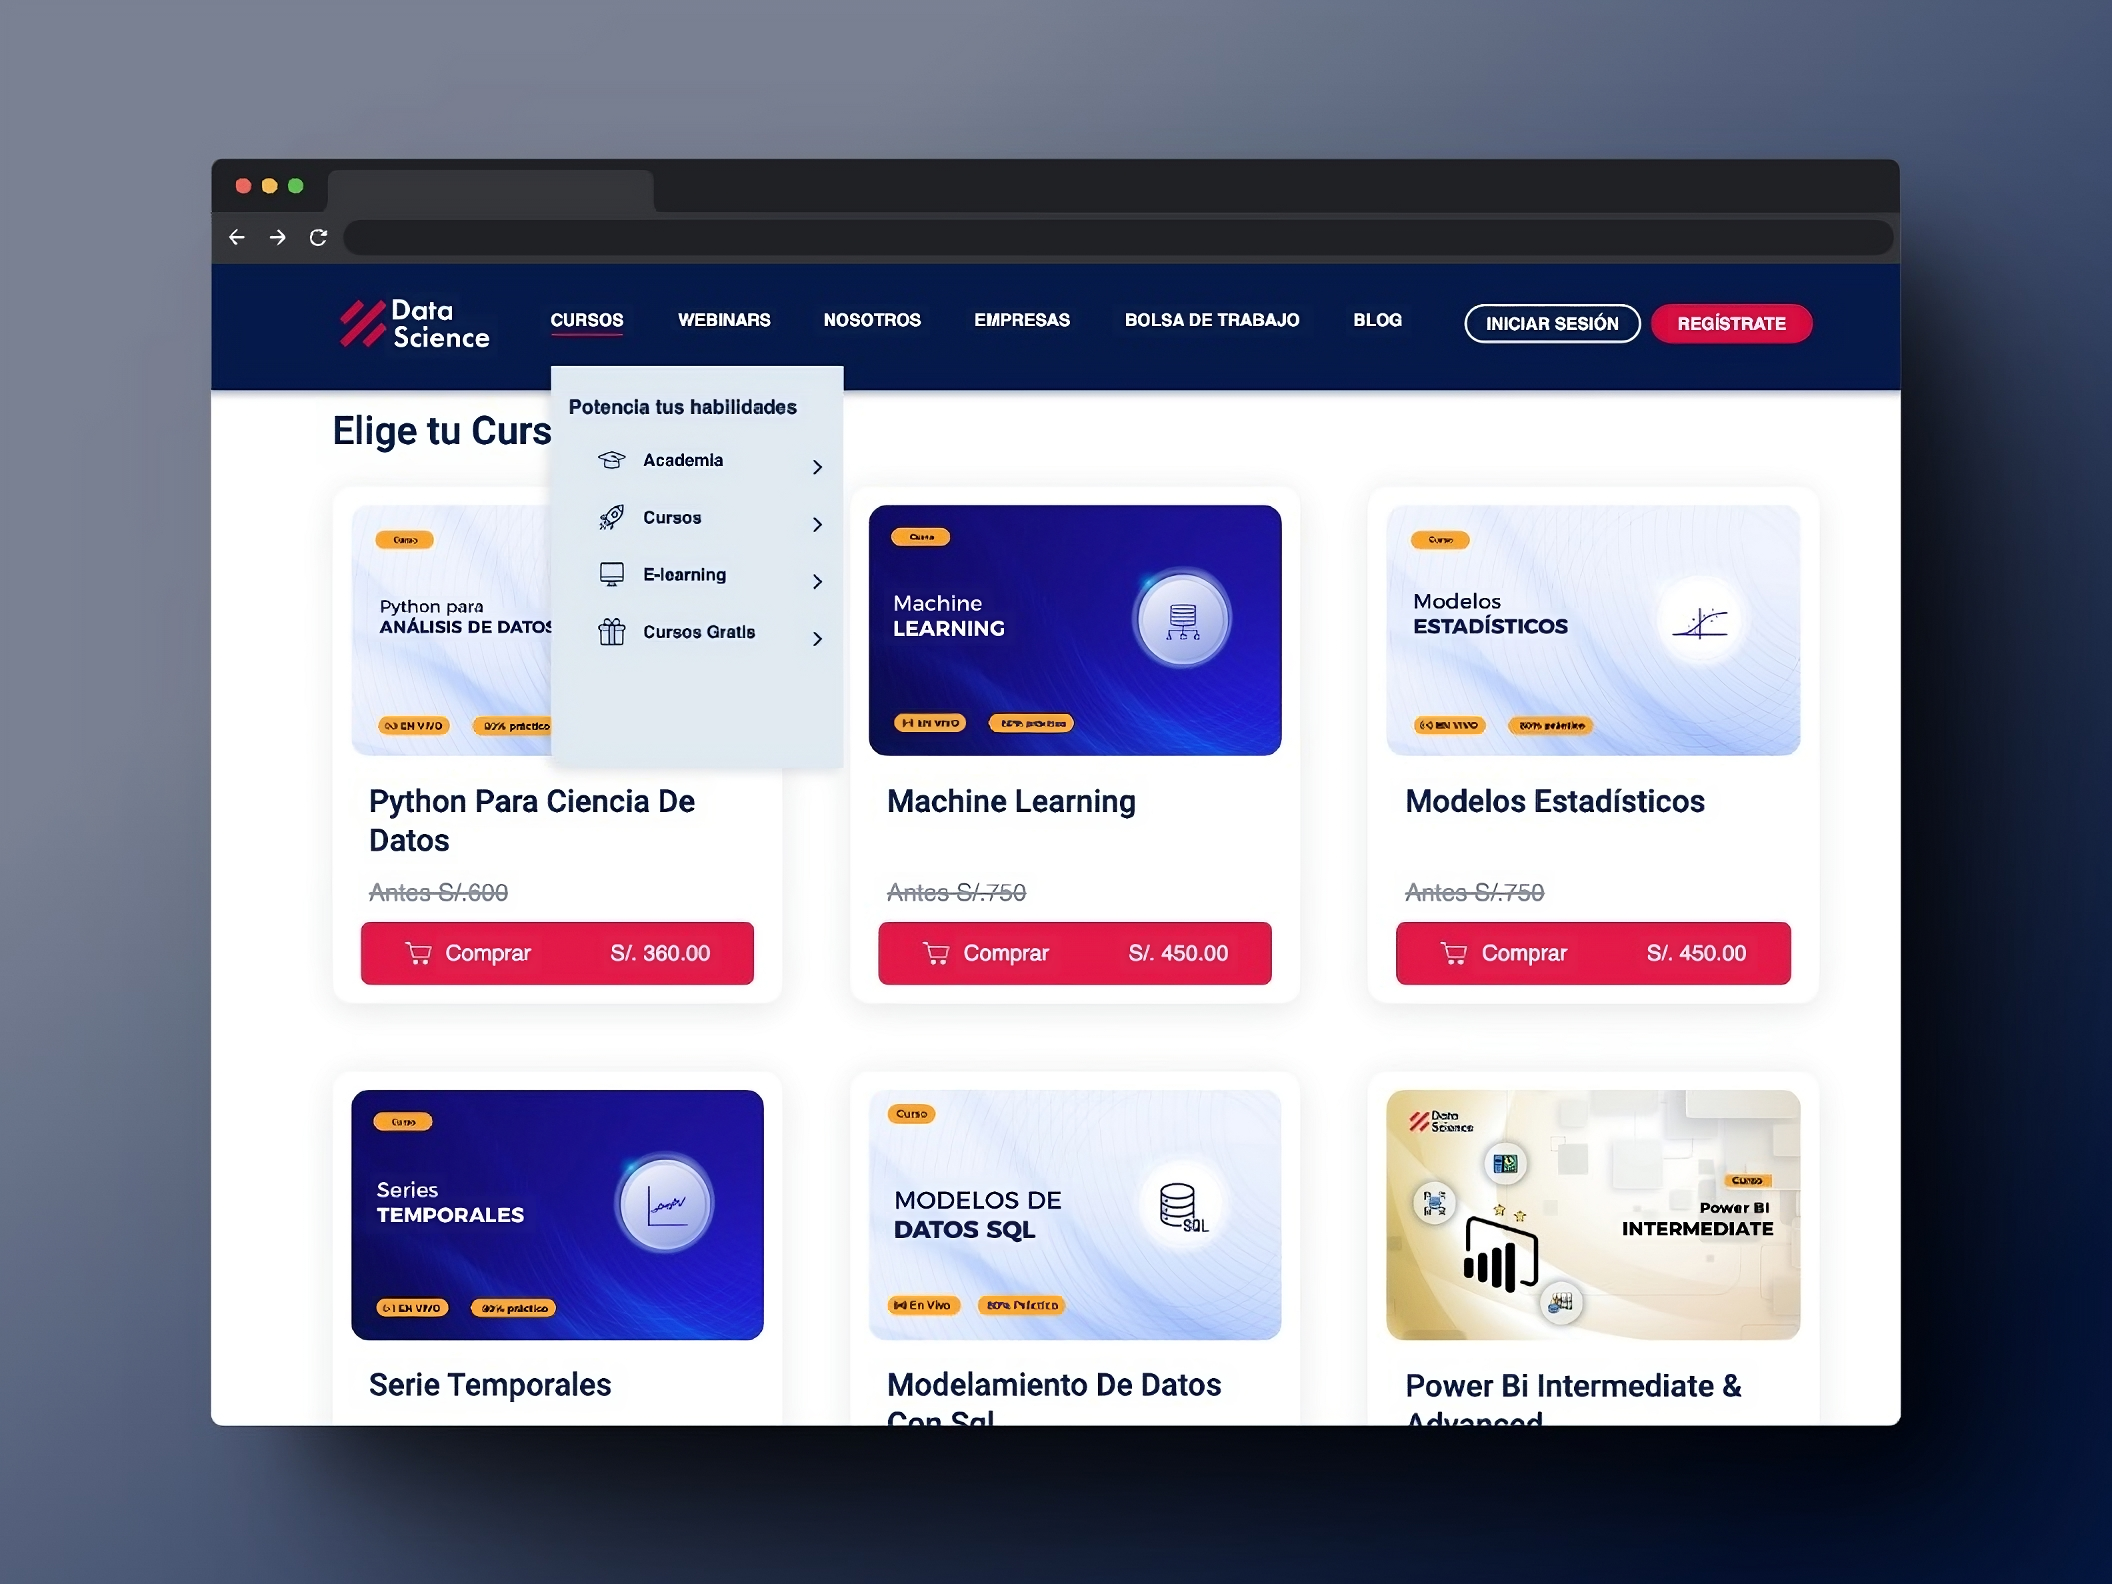 Data
Science
CURSOS
WEBINARS
NOSOTROS
EMPRESAS
BOLSA DE TRABAJO
BLOG
INICIAR SESIÓN
REGÍSTRATE
Elige tu Curs
Potencia tus habilidades
Academia
Cursos
E-learning
Cursos Gratis
Curso
Python para
ANÁLISIS DE DATOS
EN VIVO
80% práctico
Python Para Ciencia De
Datos
Antes S/.600
Comprar S/. 360.00
Curso
Machine
LEARNING
EN VIVO
Machine Learning
Antes S/.750
Comprar S/. 450.00
Curso
Modelos
ESTADÍSTICOS
EN VIVO
80% práctico
Modelos Estadísticos
Antes S/.750
Comprar S/. 450.00
Curso
Series
TEMPORALES
EN VIVO
80% práctico
Serie Temporales
Curso
MODELOS DE
DATOS SQL
SQL
En Vivo
80% Práctico
Modelamiento De Datos
Con Sql
Data
Science
Curso
Power BI
INTERMEDIATE
Power Bi Intermediate &
Advanced